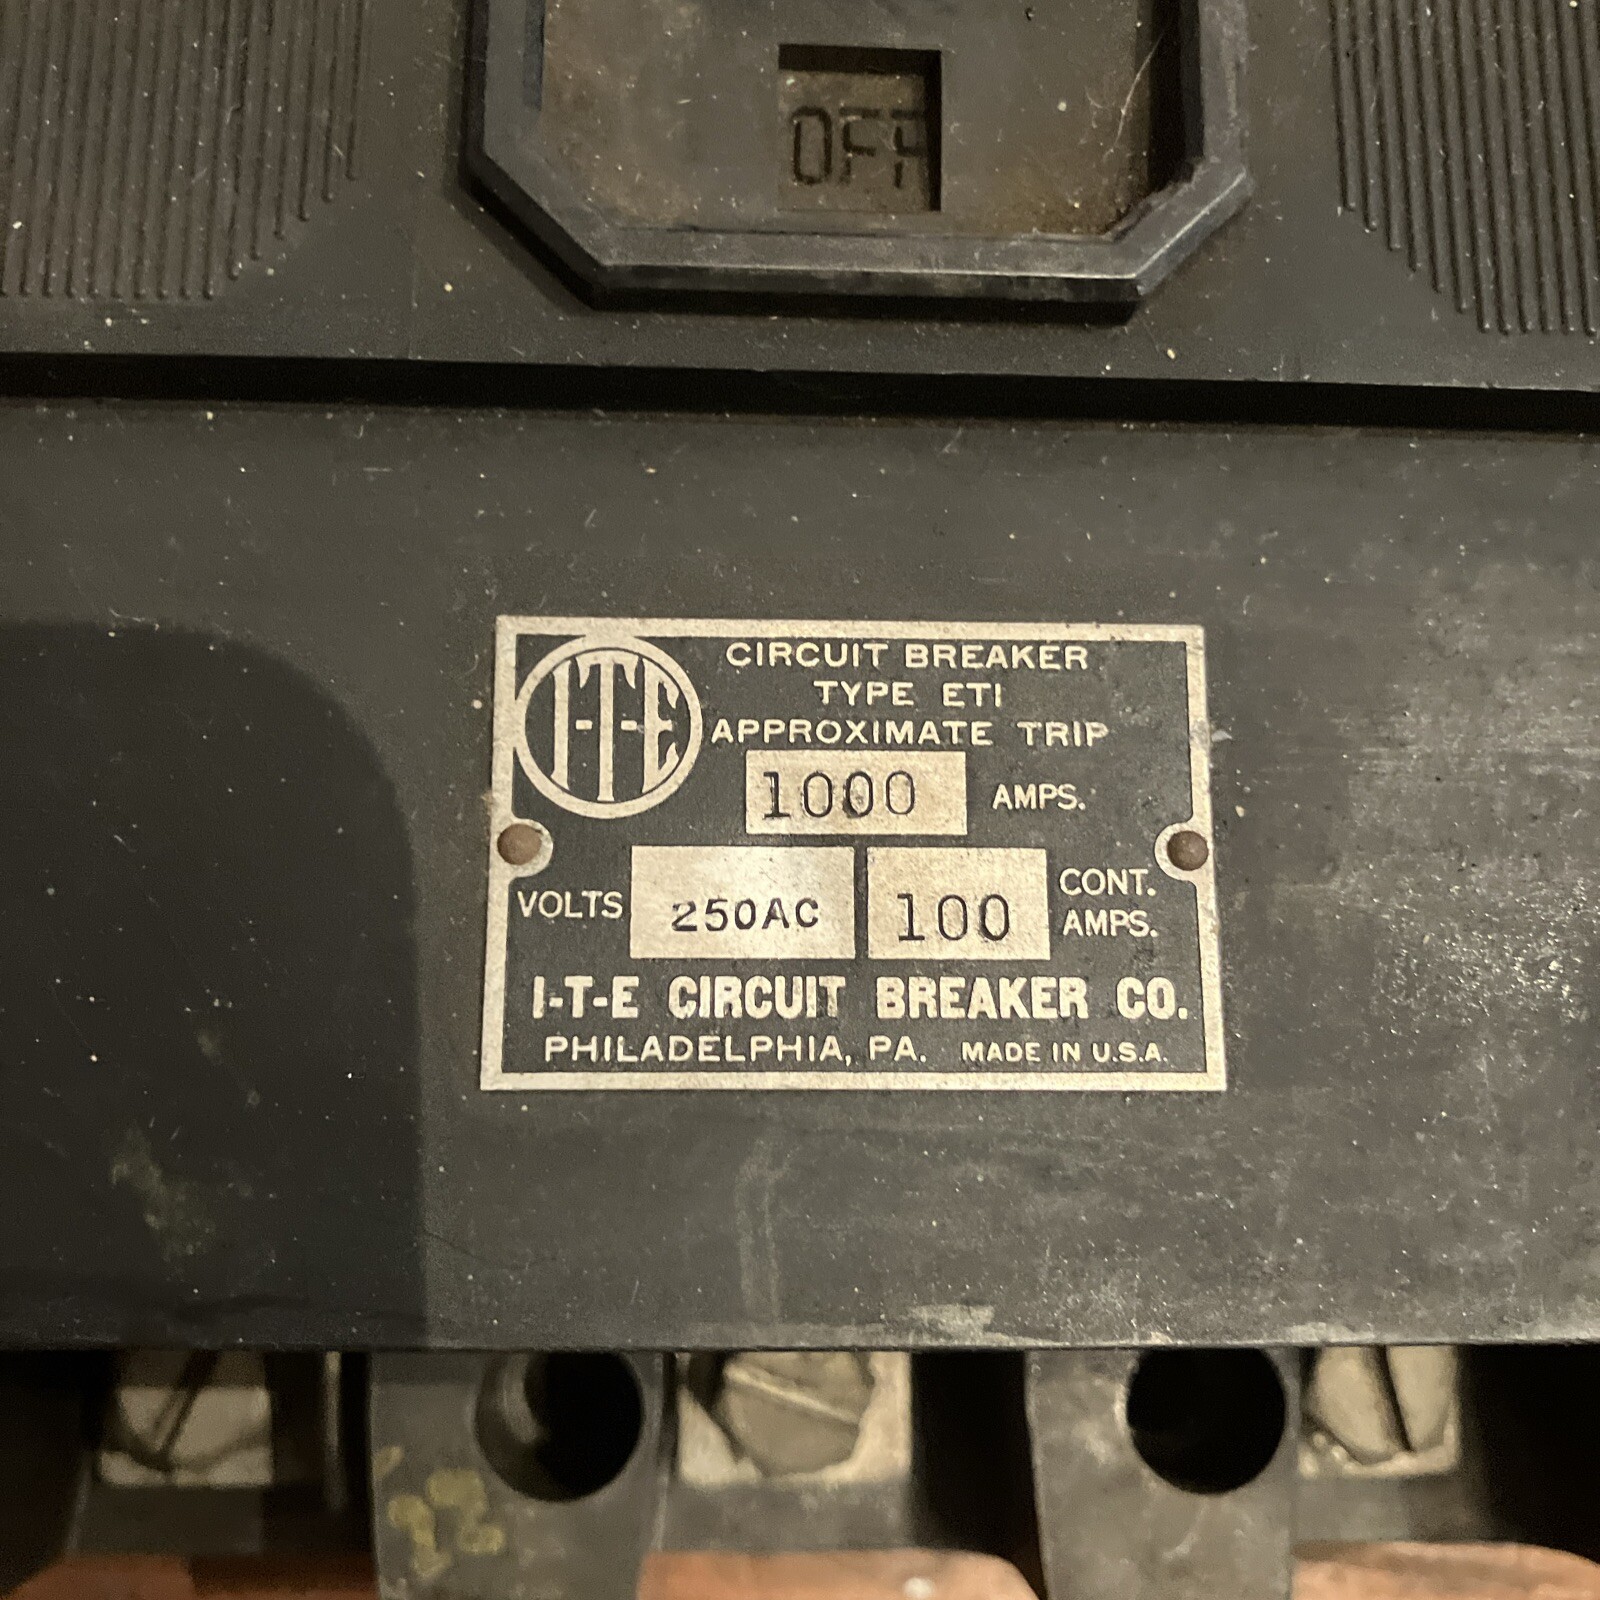 OFF
I-T-E
CIRCUIT BREAKER
TYPE ETI
APPROXIMATE TRIP
1000 AMPS.
VOLTS 250AC 100 CONT. AMPS.
I-T-E CIRCUIT BREAKER CO.
PHILADELPHIA, PA. MADE IN U.S.A.
22